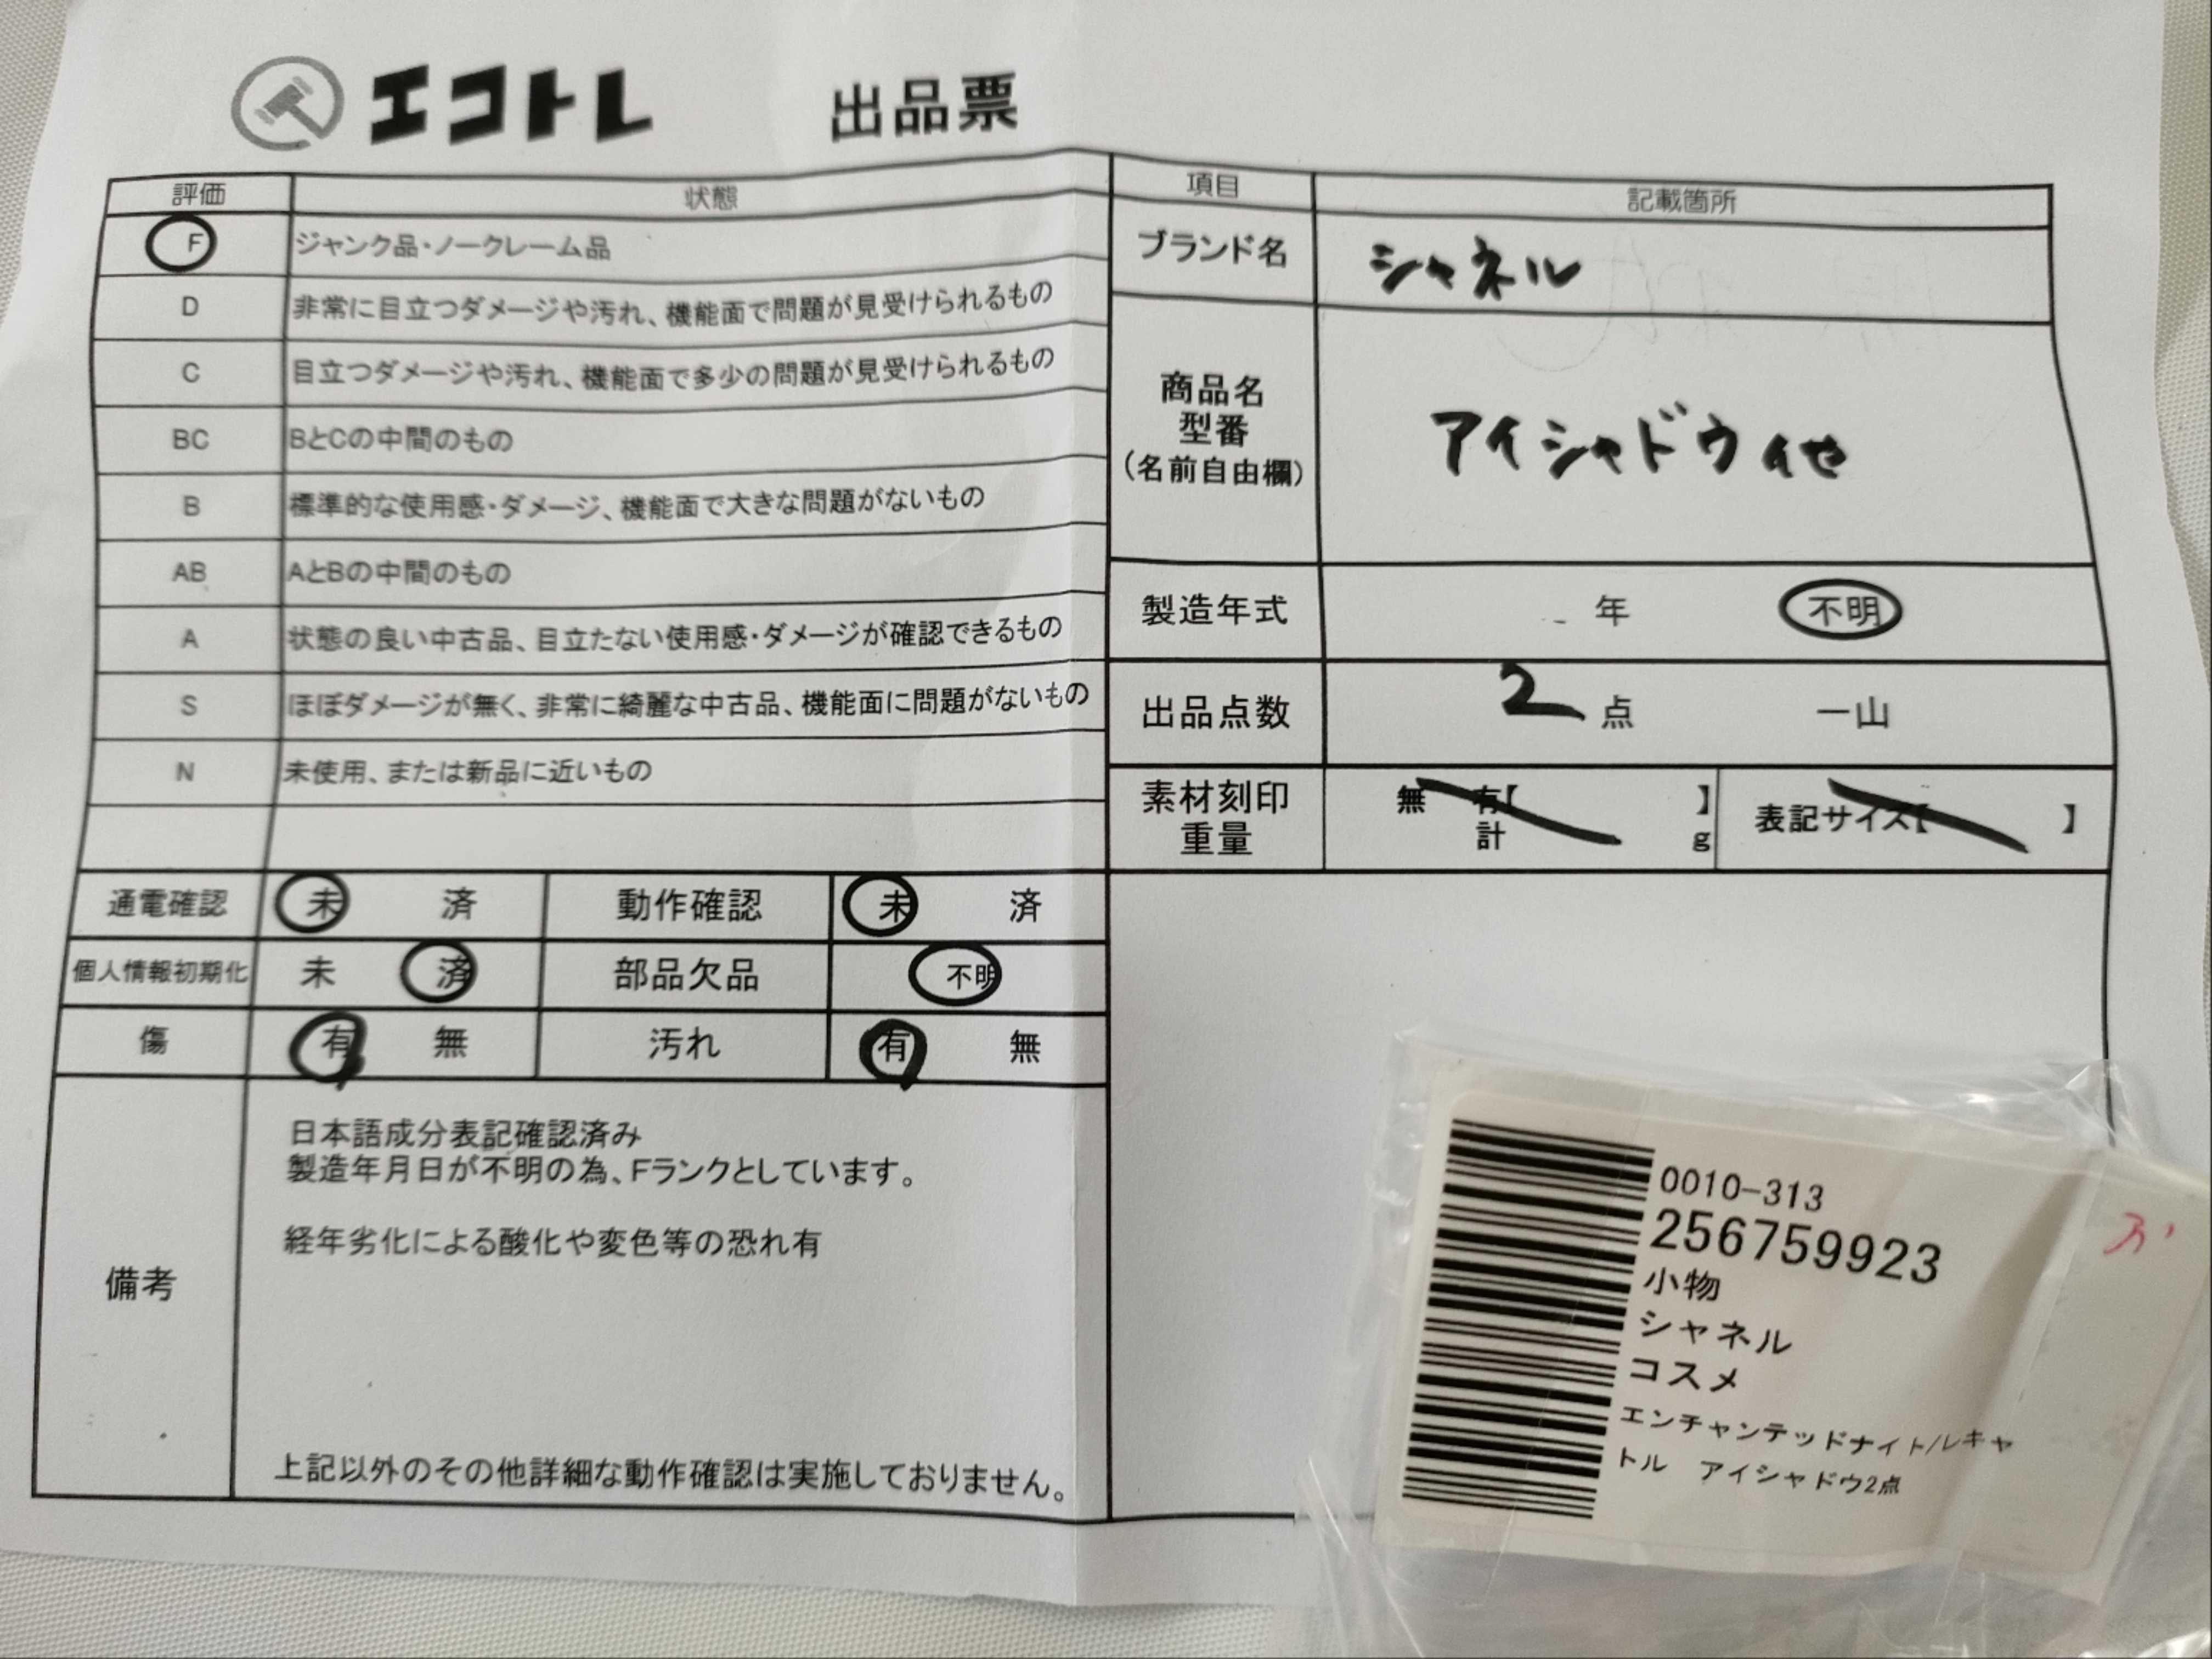 エコトレ 出品票
評価 状態
F ジャンク品・ノークレーム品
D 非常に目立つダメージや汚れ、機能面で問題が見受けられるもの
C 目立つダメージや汚れ、機能面で多少の問題が見受けられるもの
BC BとCの中間のもの
B 標準的な使用感・ダメージ、機能面で大きな問題がないもの
AB AとBの中間のもの
A 状態の良い中古品、目立たない使用感・ダメージが確認できるもの
S ほぼダメージが無く、非常に綺麗な中古品、機能面に問題がないもの
N 未使用、または新品に近いもの
通電確認 未 済 動作確認 未 済
個人情報初期化 未 済 部品欠品 不明
傷 有 無 汚れ 有 無
備考
日本語成分表記確認済み
製造年月日が不明の為、Fランクとしています。
経年劣化による酸化や変色等の恐れ有
上記以外のその他詳細な動作確認は実施しておりません。
項目 記載箇所
ブランド名 シャネル
商品名
型番
(名前自由欄)
アイシャドウ 他
製造年式 年 不明
出品点数 2 点 一山
素材刻印 無 有【 】 表記サイズ【 】
重量 計 g
0010-313
256759923
小物
シャネル
コスメ
エンチャンテッドナイト/レキャ
トル アイシャドウ2点